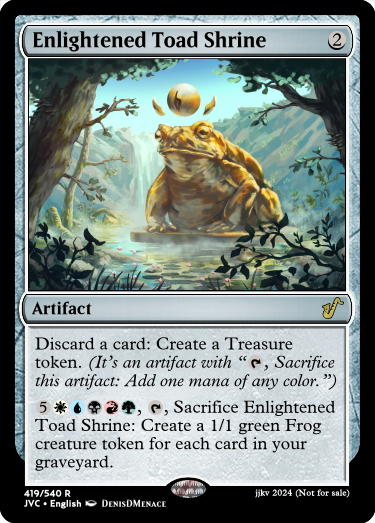 Enlightened Toad Shrine 2
Artifact
Discard a card: Create a Treasure
token. (It's an artifact with “, Sacrifice
this artifact: Add one mana of any color.”)
5, , Sacrifice Enlightened
Toad Shrine: Create a 1/1 green Frog
creature token for each card in your
graveyard.
419/540 R
JVC • English DenisDMenace
jjkv 2024 (Not for sale)